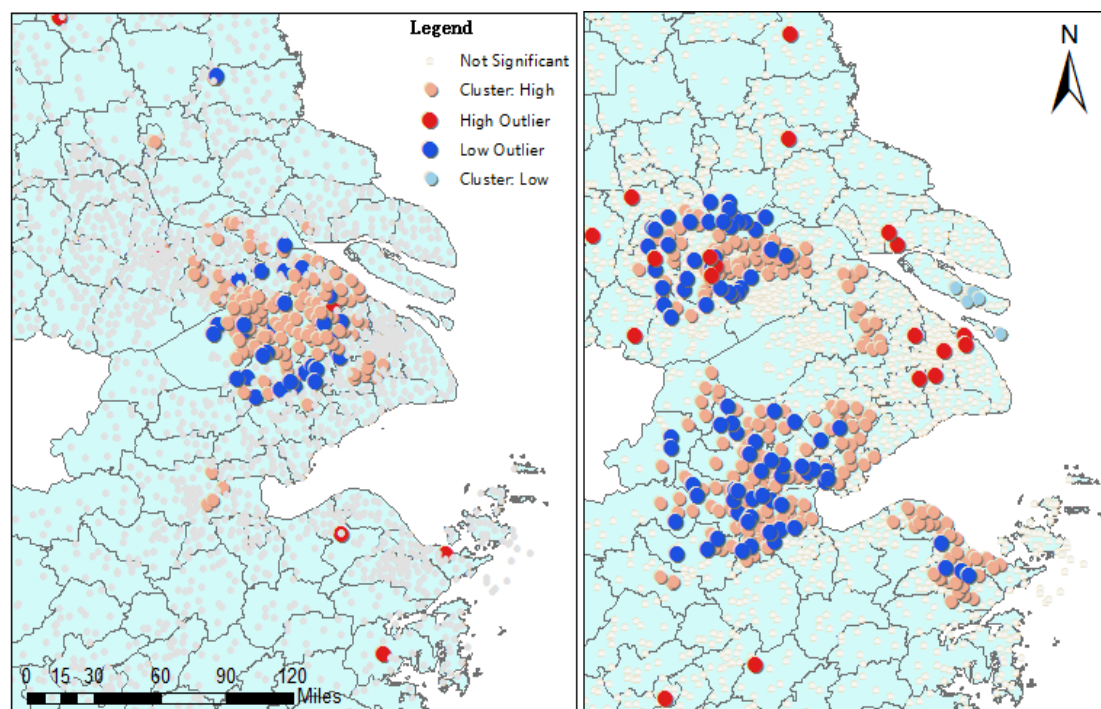 Legend
Not Significant
Cluster: High
High Outlier
Low Outlier
Cluster: Low
N
0 15 30 60 90 120
Miles